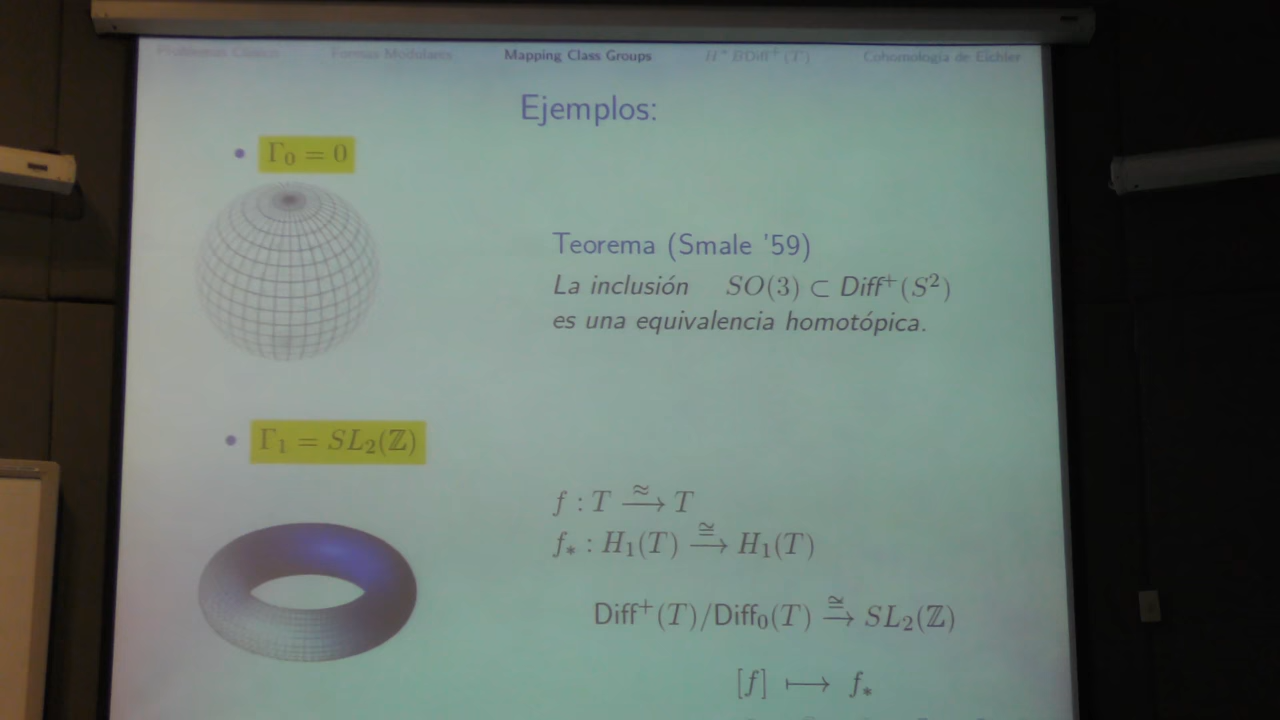 Problemas Clásico Formas Modulares Mapping Class Groups H*BDiff⁺(T) Cohomología de Eichler
Ejemplos:
• Γ₀ = 0
Teorema (Smale '59)
La inclusión SO(3) ⊂ Diff⁺(S²)
es una equivalencia homotópica.
• Γ₁ = SL₂(ℤ)
f : T ≈⟶ T
f∗ : H₁(T) ≅⟶ H₁(T)
Diff⁺(T)/Diff₀(T) ≅→ SL₂(ℤ)
[f] ⟼ f∗